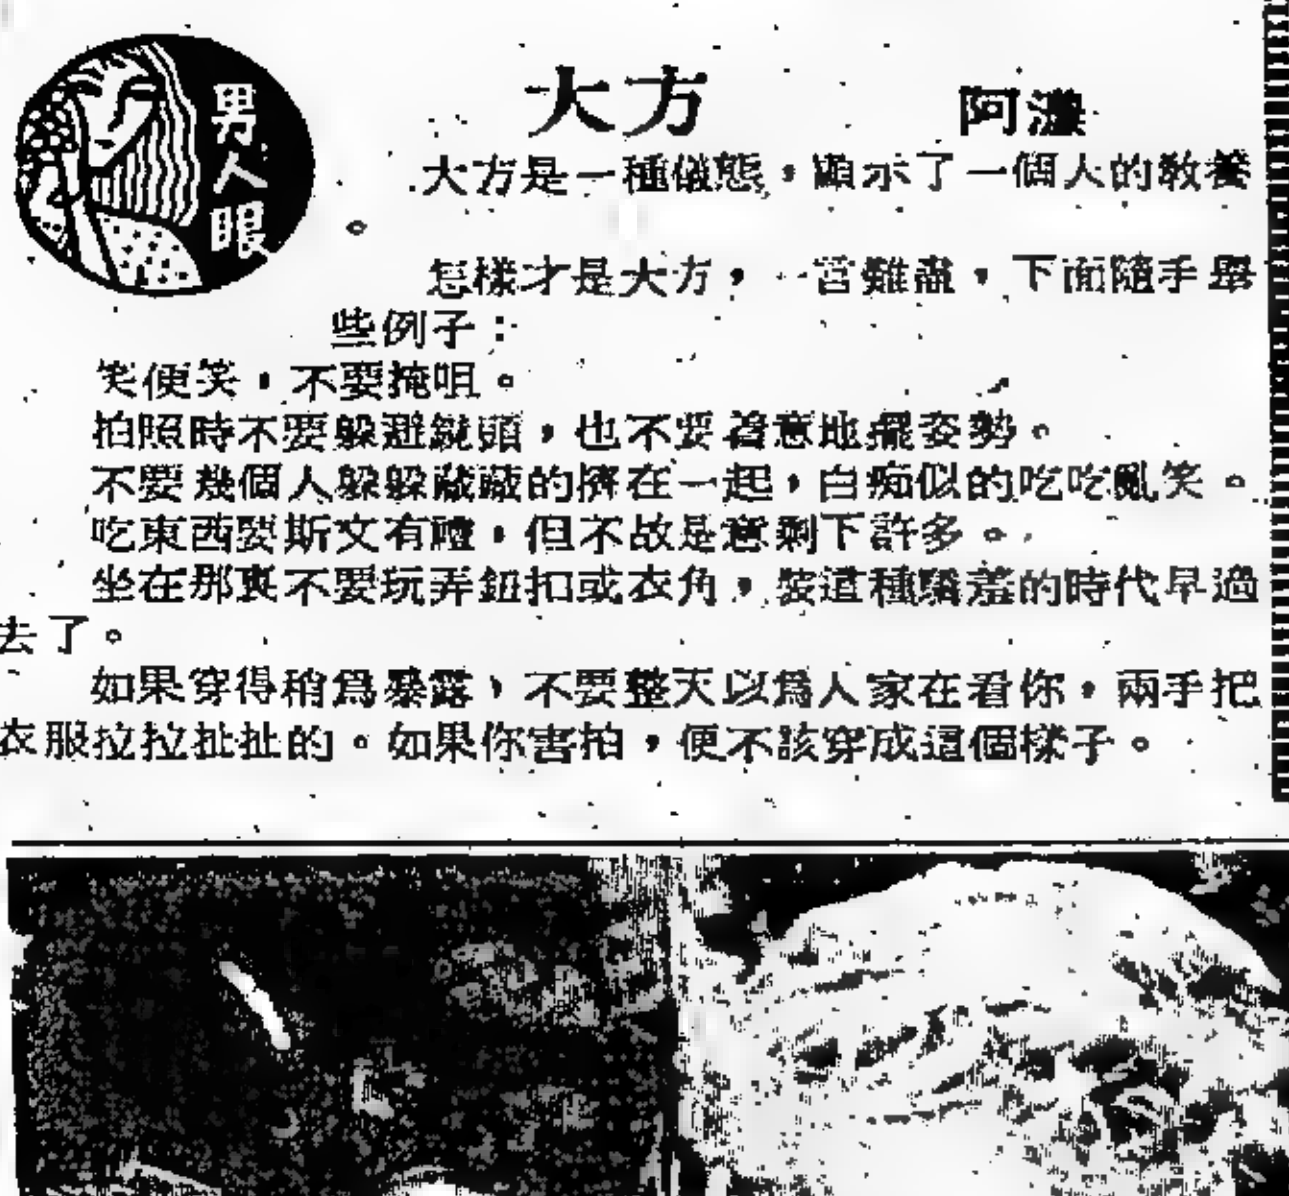 男人眼
大方
阿濃
大方是一種儀態,顯示了一個人的教養
。
怎樣才是大方,一言難盡,下面隨手舉
些例子:
笑便笑,不要掩咀。
拍照時不要躲避鏡頭,也不要着意地擺姿勢。
不要幾個人躲躲藏藏的擠在一起,白痴似的吃吃亂笑。
吃東西要斯文有禮,但不故是意剩下許多。
坐在那裏不要玩弄鈕扣或衣角,裝這種嬌羞的時代早過
去了。
如果穿得稍爲暴露,不要整天以爲人家在看你,兩手把
衣服拉拉扯扯的。如果你害怕,便不該穿成這個樣子。